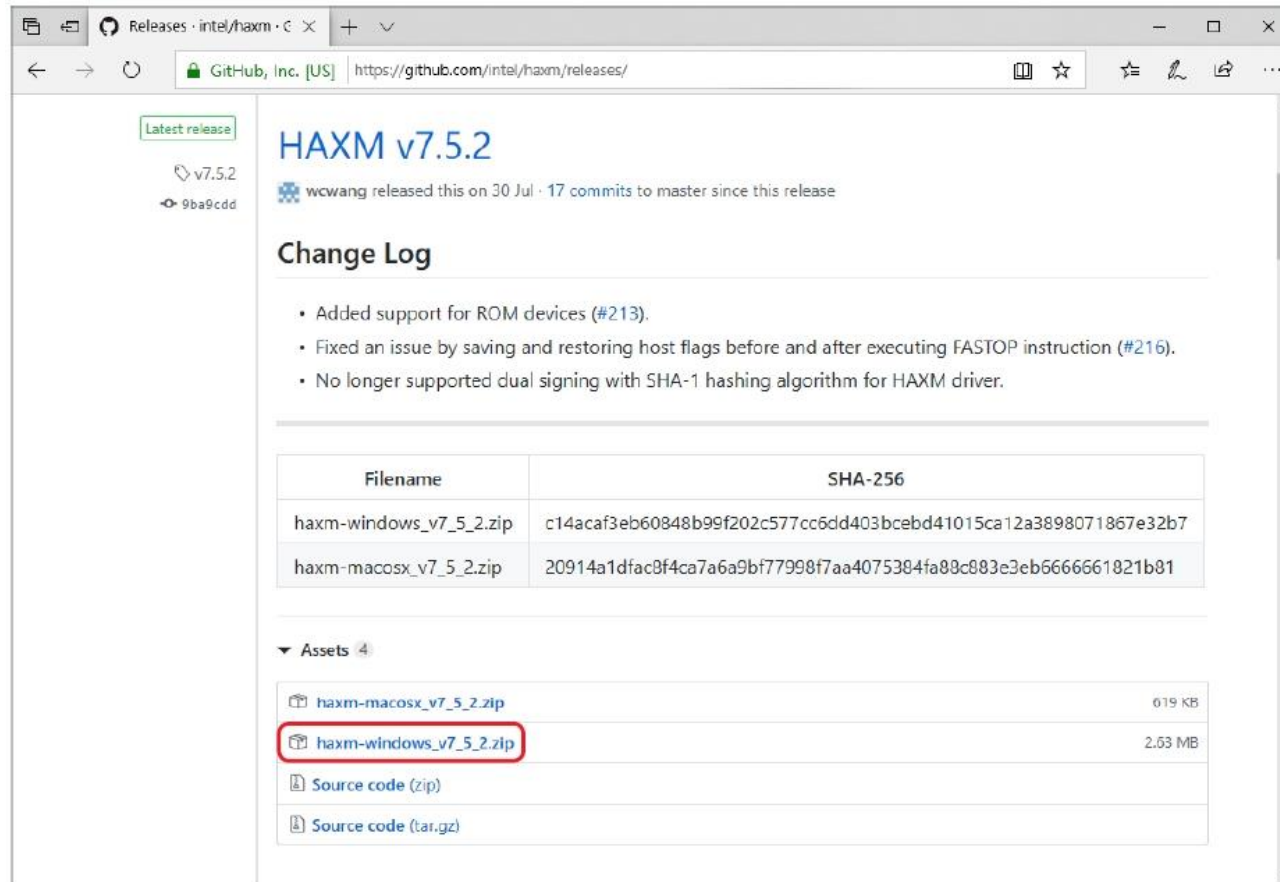 Releases · intel/haxm · G
GitHub, Inc. [US] https://github.com/intel/haxm/releases/
Latest release
v7.5.2
9ba9cdd
HAXM v7.5.2
wcwang released this on 30 Jul · 17 commits to master since this release
Change Log
• Added support for ROM devices (#213).
• Fixed an issue by saving and restoring host flags before and after executing FASTOP instruction (#216).
• No longer supported dual signing with SHA-1 hashing algorithm for HAXM driver.
Filename SHA-256
haxm-windows_v7_5_2.zip c14acaf3eb60848b99f202c577cc6dd403bcebd41015ca12a3898071867e32b7
haxm-macosx_v7_5_2.zip 20914a1dfac8f4ca7a6a9bf77998f7aa4075384fa88c883e3eb6666661821b81
Assets 4
haxm-macosx_v7_5_2.zip 619 KB
haxm-windows_v7_5_2.zip 2.63 MB
Source code (zip)
Source code (tar.gz)